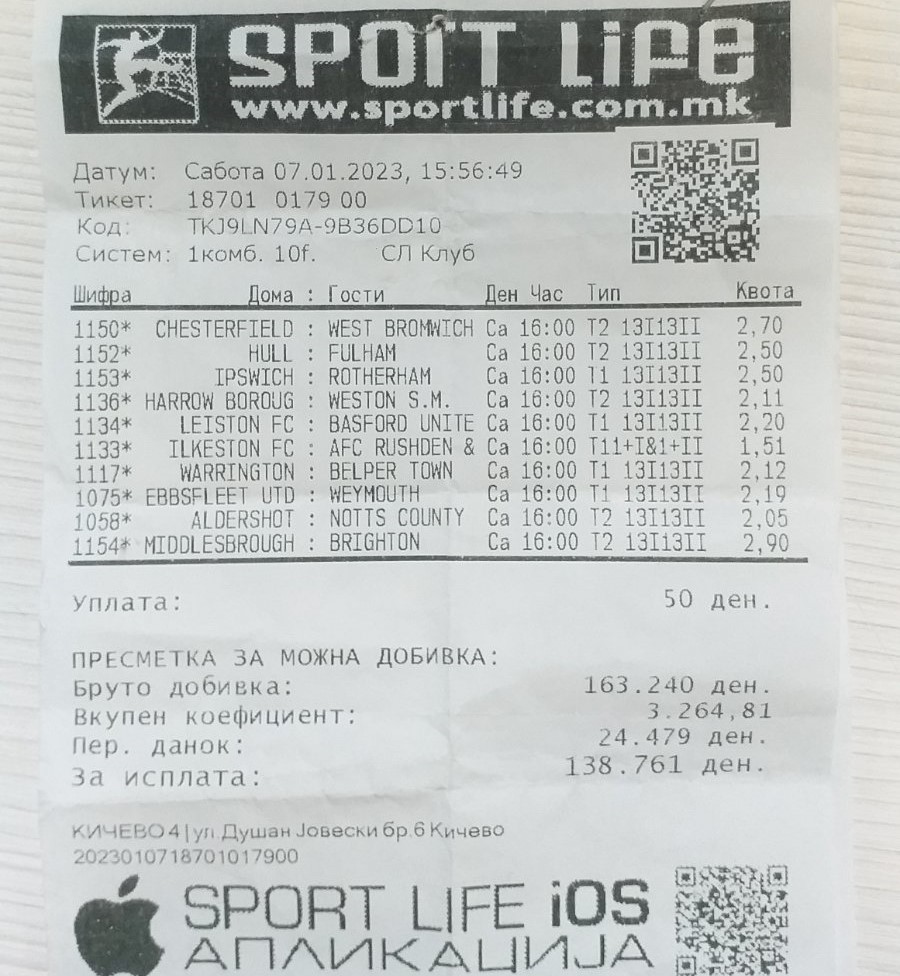 SPORT LiFe
www.sportlife.com.mk
Датум: Сабота 07.01.2023, 15:56:49
Тикет: 18701 0179 00
Код: TKJ9LN79A-9B36DD10
Систем: 1комб. 10f. СЛ Клуб
Шифра Дома : Гости Ден Час Тип Квота
1150* CHESTERFIELD : WEST BROMWICH Са 16:00 T2 13I13II 2,70
1152* HULL : FULHAM Са 16:00 T2 13I13II 2,50
1153* IPSWICH : ROTHERHAM Са 16:00 T1 13I13II 2,50
1136* HARROW BOROUG : WESTON S.M. Са 16:00 T2 13I13II 2,11
1134* LEISTON FC : BASFORD UNITE Са 16:00 T1 13I13II 2,20
1133* ILKESTON FC : AFC RUSHDEN & Са 16:00 T11+I&1+II 1,51
1117* WARRINGTON : BELPER TOWN Са 16:00 T1 13I13II 2,12
1075* EBBSFLEET UTD : WEYMOUTH Са 16:00 T1 13I13II 2,19
1058* ALDERSHOT : NOTTS COUNTY Са 16:00 T2 13I13II 2,05
1154* MIDDLESBROUGH : BRIGHTON Са 16:00 T2 13I13II 2,90
Уплата: 50 ден.
ПРЕСМЕТКА ЗА МОЖНА ДОБИВКА:
Бруто добивка: 163.240 ден.
Вкупен коефициент: 3.264,81
Пер. данок: 24.479 ден.
За исплата: 138.761 ден.
КИЧЕВО 4|ул.Душан Јовески бр.6 Кичево
2023010718701017900
SPORT LIFE iOS
АПЛИКАЦИЈА